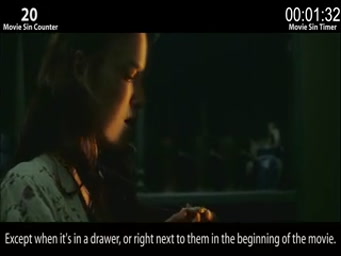 20
Movie Sin Counter
00:01:32
Movie Sin Timer
Except when it's in a drawer, or right next to them in the beginning of the movie.